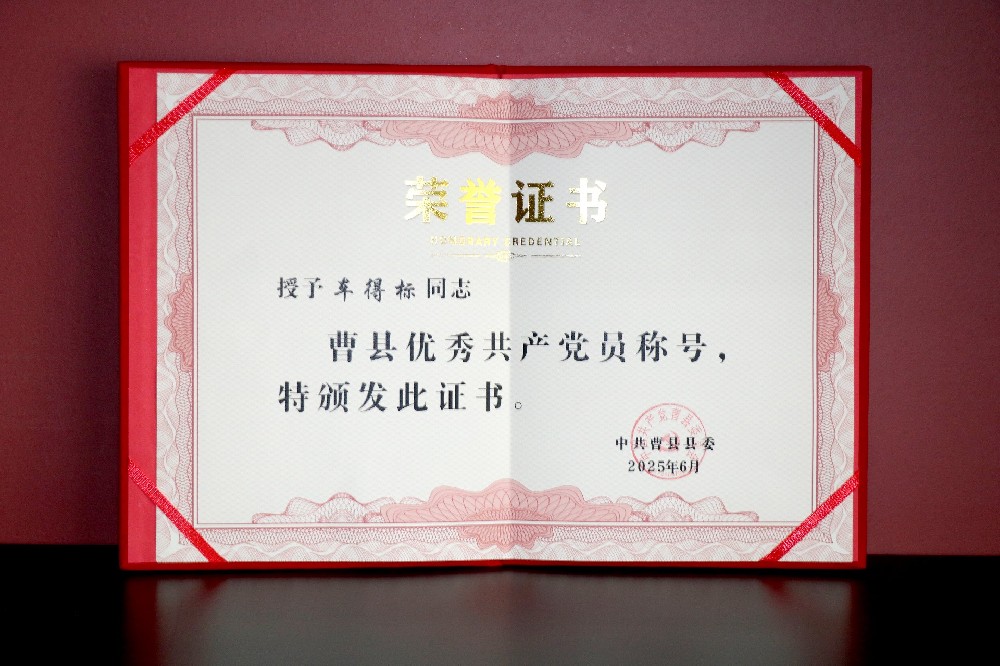 荣誉证书
HONORARY CREDENTIAL
授予车得标同志
曹县优秀共产党员称号，
特颁发此证书。
中共曹县县委
2025年6月